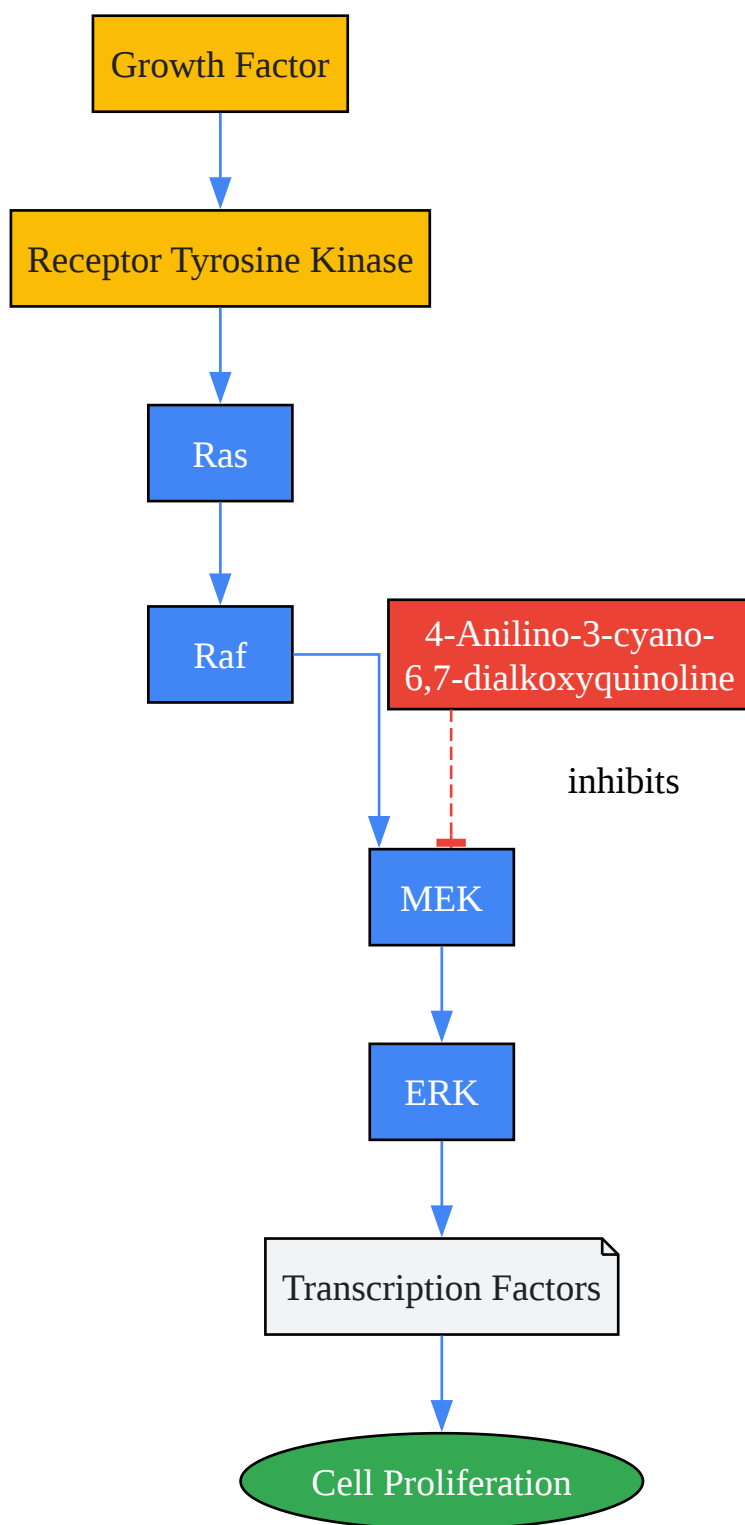 Growth Factor
Receptor Tyrosine Kinase
Ras
Raf
4-Anilino-3-cyano-
6,7-dialkoxyquinoline
inhibits
MEK
ERK
Transcription Factors
Cell Proliferation